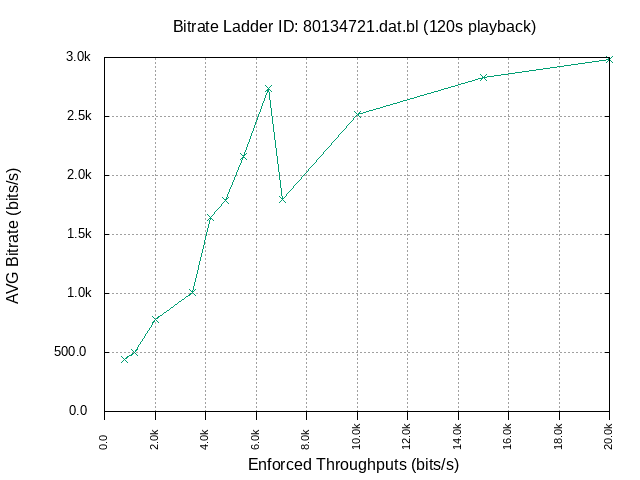 Bitrate Ladder ID: 80134721.dat.bl (120s playback)
3.0k
2.5k
2.0k
1.5k
1.0k
500.0
0.0
AVG Bitrate (bits/s)
0.0 2.0k 4.0k 6.0k 8.0k 10.0k 12.0k 14.0k 16.0k 18.0k 20.0k
Enforced Throughputs (bits/s)